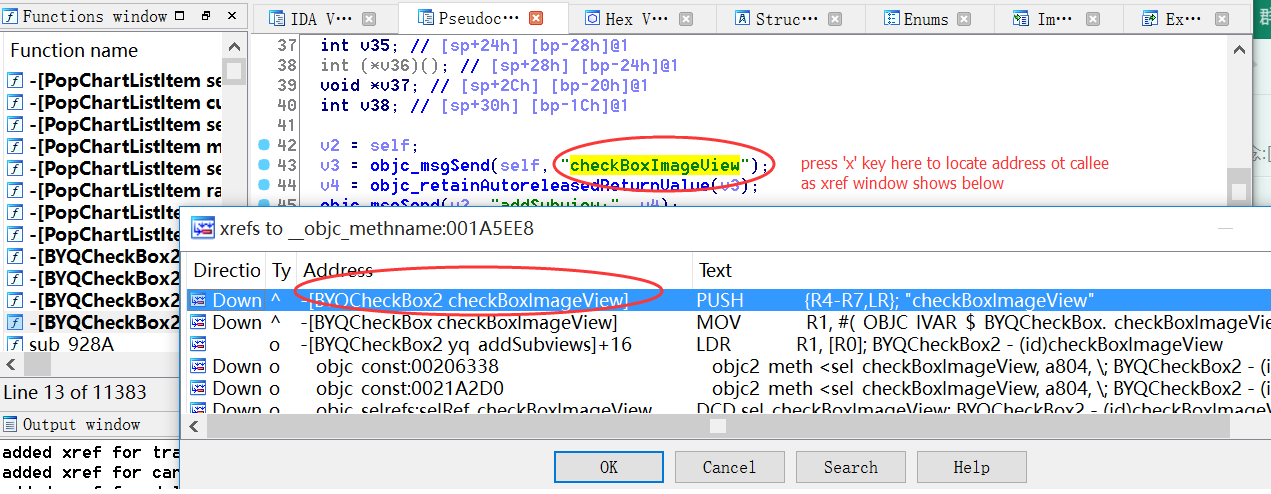 Functions window
IDA V···
Pseudoc···
Hex V···
Struc···
Enums
Im···
Ex···
Function name
-[PopChartListItem se
-[PopChartListItem cu
-[PopChartListItem se
-[PopChartListItem m
-[PopChartListItem se
-[PopChartListItem ra
-[PopChartListItem se
-[PopChartListItem se
-[BYQCheckBox2
-[BYQCheckBox2
-[BYQCheckBox2
-[BYQCheckBox2
sub_928A
Line 13 of 11383
Output window
added xref for tra
added xref for can
37 int v35; // [sp+24h] [bp-28h]@1
38 int (*v36)(); // [sp+28h] [bp-24h]@1
39 void *v37; // [sp+2Ch] [bp-20h]@1
40 int v38; // [sp+30h] [bp-1Ch]@1
41
42 v2 = self;
43 v3 = objc_msgSend(self, "checkBoxImageView");
44 v4 = objc_retainAutoreleasedReturnValue(v3);
45 objc_msgSend(v2, "addSubview:", v4);
press 'x' key here to locate address ot callee
as xref window shows below
xrefs to __objc_methname:001A5EE8
Directio Ty Address Text
Down ^ -[BYQCheckBox2 checkBoxImageView] PUSH {R4-R7,LR}; "checkBoxImageView"
Down ^ -[BYQCheckBox checkBoxImageView] MOV R1, #( OBJC IVAR $ BYQCheckBox. checkBoxImageVie
o -[BYQCheckBox2 yq addSubviews]+16 LDR R1, [R0]; BYQCheckBox2 - (id)checkBoxImageView
Down o objc const:00206338 objc2 meth <sel checkBoxImageView, a804, \; BYQCheckBox2 - (i
Down o objc const:0021A2D0 objc2 meth <sel checkBoxImageView, a804, \; BYQCheckBox2 - (i
Down o objc selrefs:selRef checkBoxImageView DCD sel checkBoxImageView; BYQCheckBox2 - (id)checkBoxImag
OK
Cancel
Search
Help